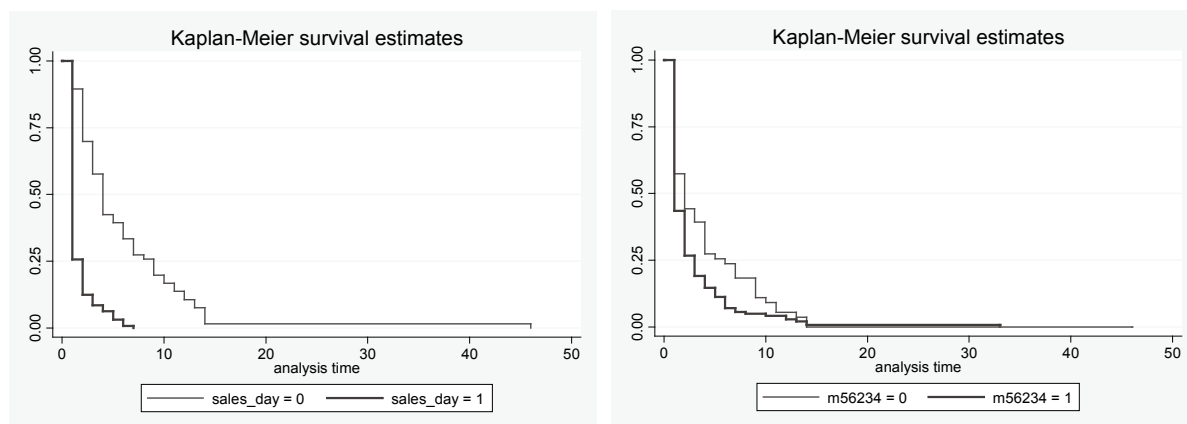 Kaplan-Meier survival estimates
1.00
0.75
0.50
0.25
0.00
0 10 20 30 40 50
analysis time
sales_day = 0 sales_day = 1
Kaplan-Meier survival estimates
1.00
0.75
0.50
0.25
0.00
0 10 20 30 40 50
analysis time
m56234 = 0 m56234 = 1